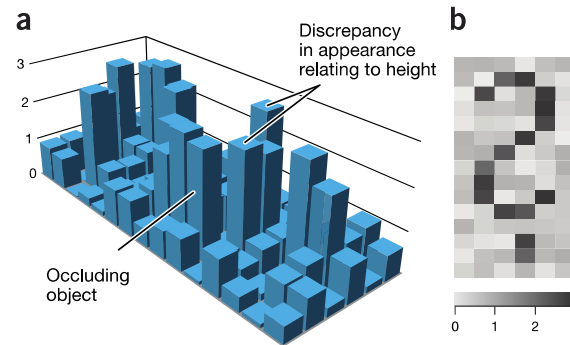 a
b
Discrepancy
in appearance
relating to height
3
2
1
0
Occluding
object
0 1 2